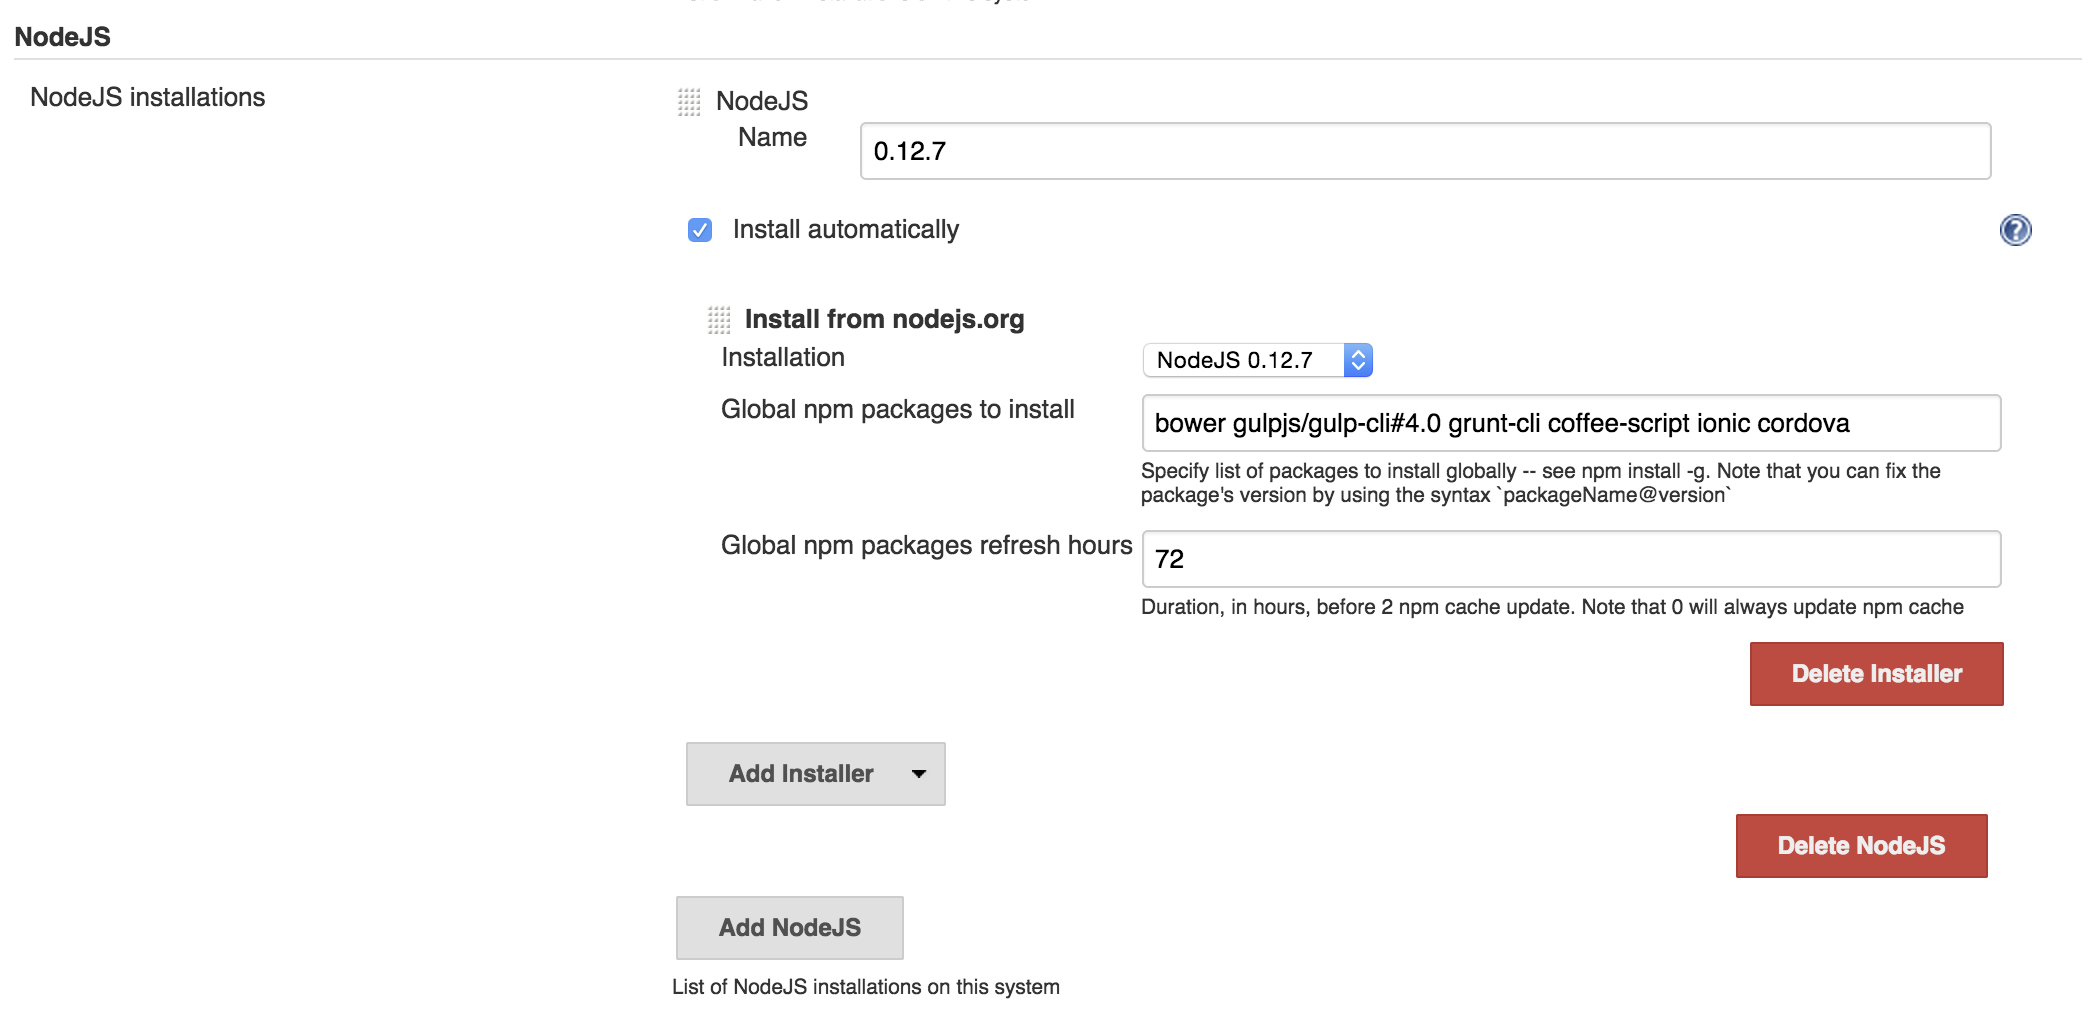 NodeJS
NodeJS installations
NodeJS
Name
0.12.7
Install automatically
Install from nodejs.org
Installation
NodeJS 0.12.7
Global npm packages to install
bower gulpjs/gulp-cli#4.0 grunt-cli coffee-script ionic cordova
Specify list of packages to install globally -- see npm install -g. Note that you can fix the
package's version by using the syntax `packageName@version`
Global npm packages refresh hours
72
Duration, in hours, before 2 npm cache update. Note that 0 will always update npm cache
Delete Installer
Add Installer
Delete NodeJS
Add NodeJS
List of NodeJS installations on this system